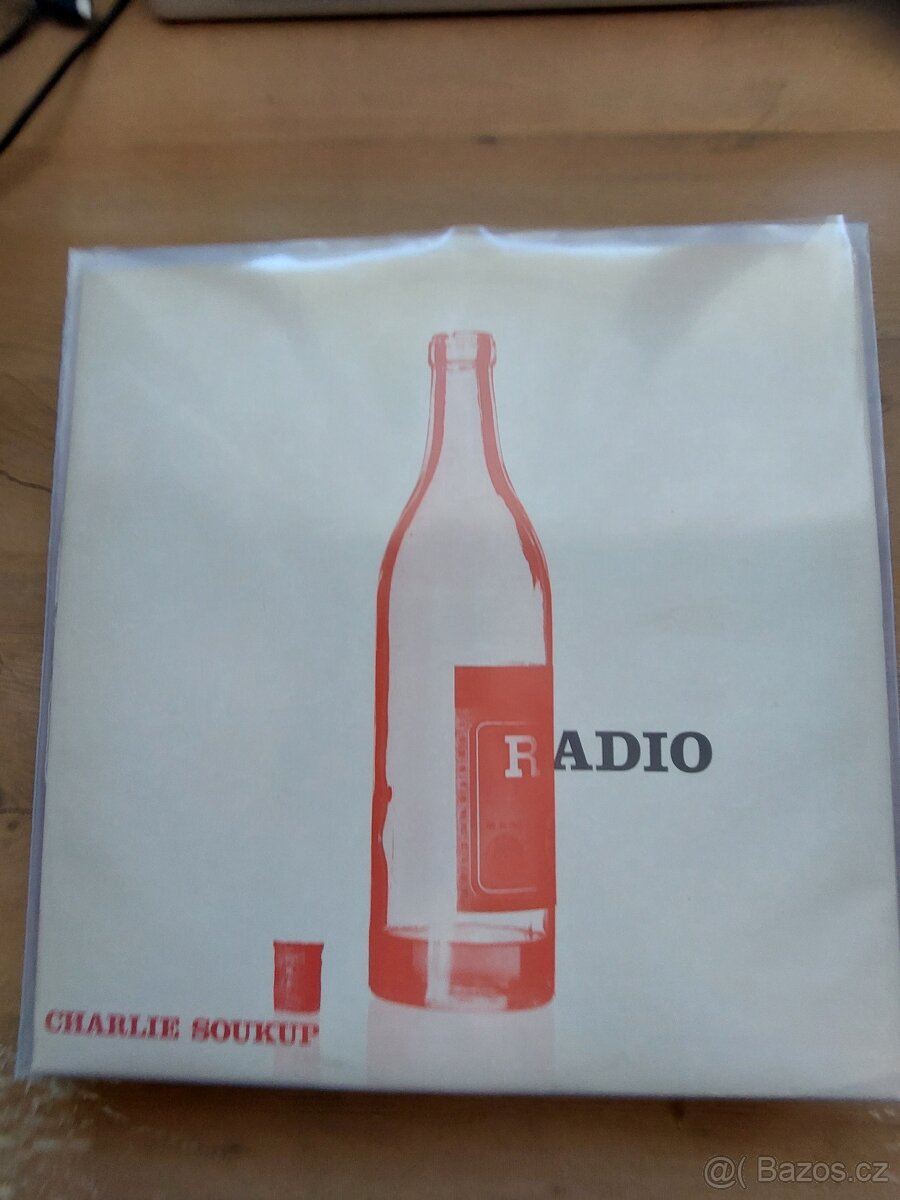 RADIO
CHARLIE SOUKUP
@( Bazos.cz